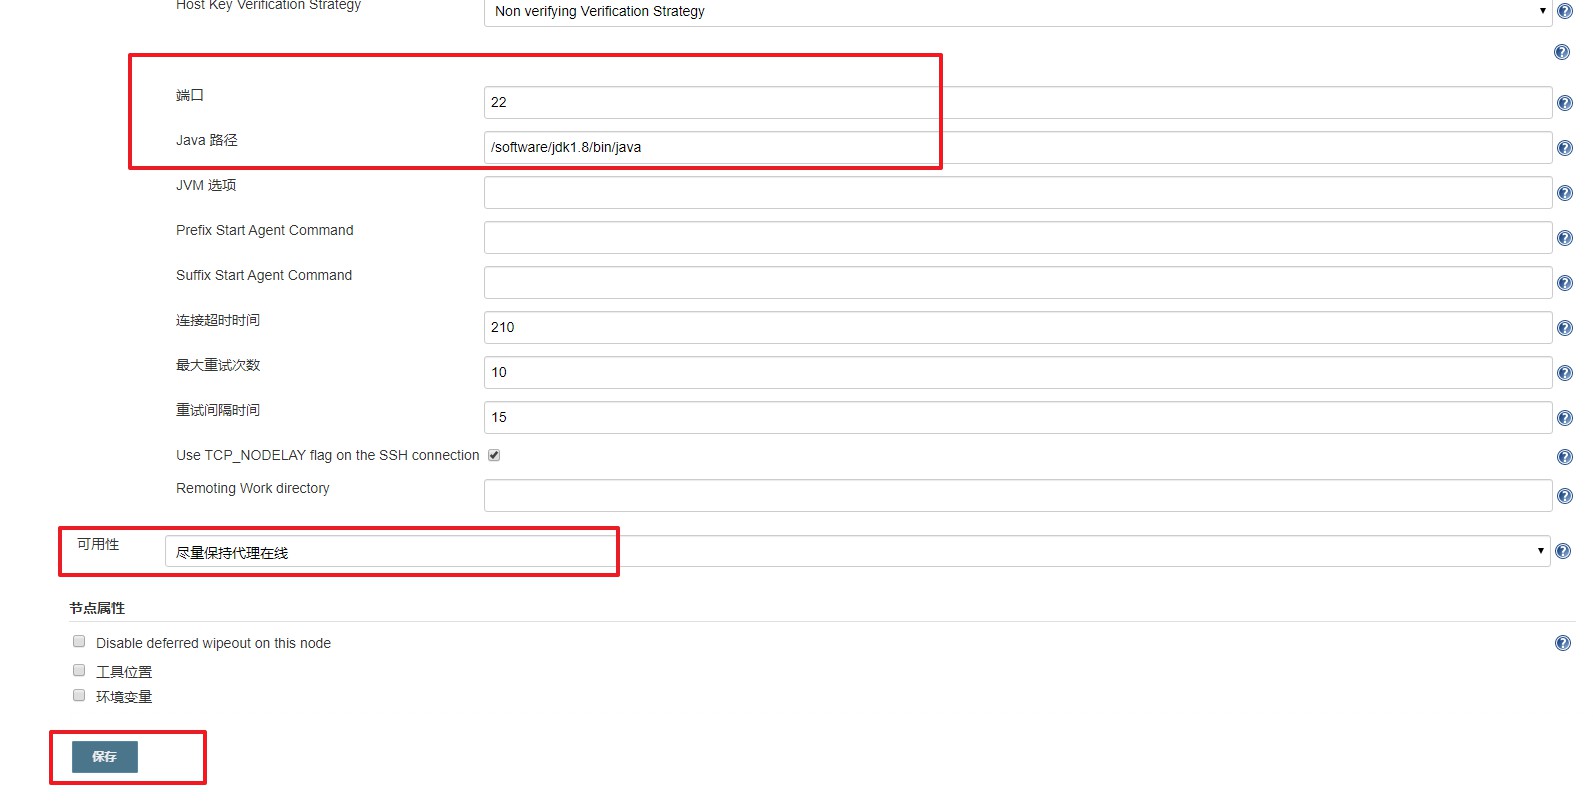 Host Key Verification Strategy
Non verifying Verification Strategy
端口
22
Java 路径
/software/jdk1.8/bin/java
JVM 选项
Prefix Start Agent Command
Suffix Start Agent Command
连接超时时间
210
最大重试次数
10
重试间隔时间
15
Use TCP_NODELAY flag on the SSH connection
Remoting Work directory
可用性
尽量保持代理在线
节点属性
Disable deferred wipeout on this node
工具位置
环境变量
保存